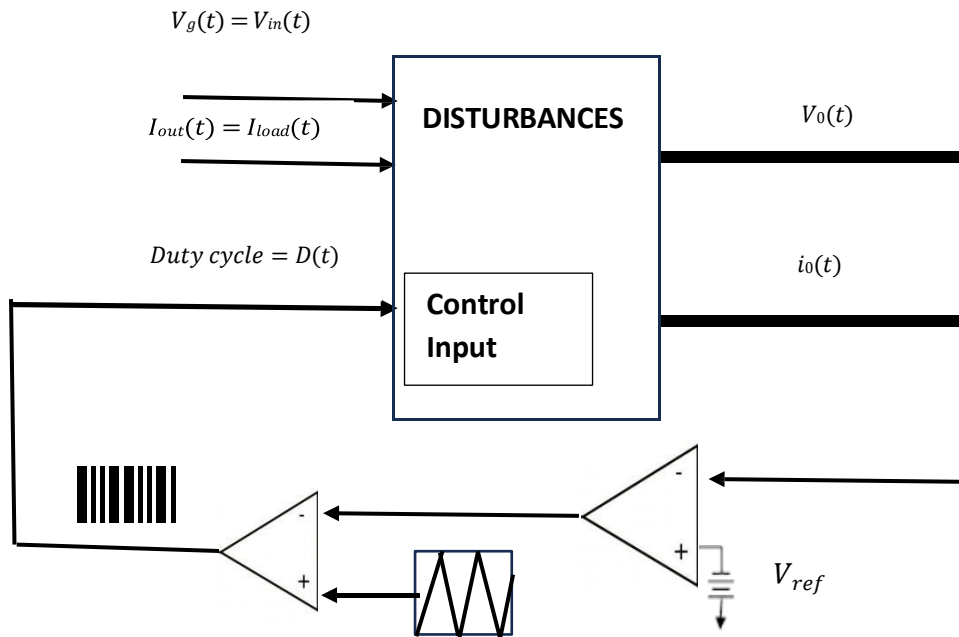 V_g(t) = V_in(t)
DISTURBANCES
V_0(t)
I_out(t) = I_load(t)
Duty cycle = D(t)
i_0(t)
Control
Input
-
-
+
+
V_ref